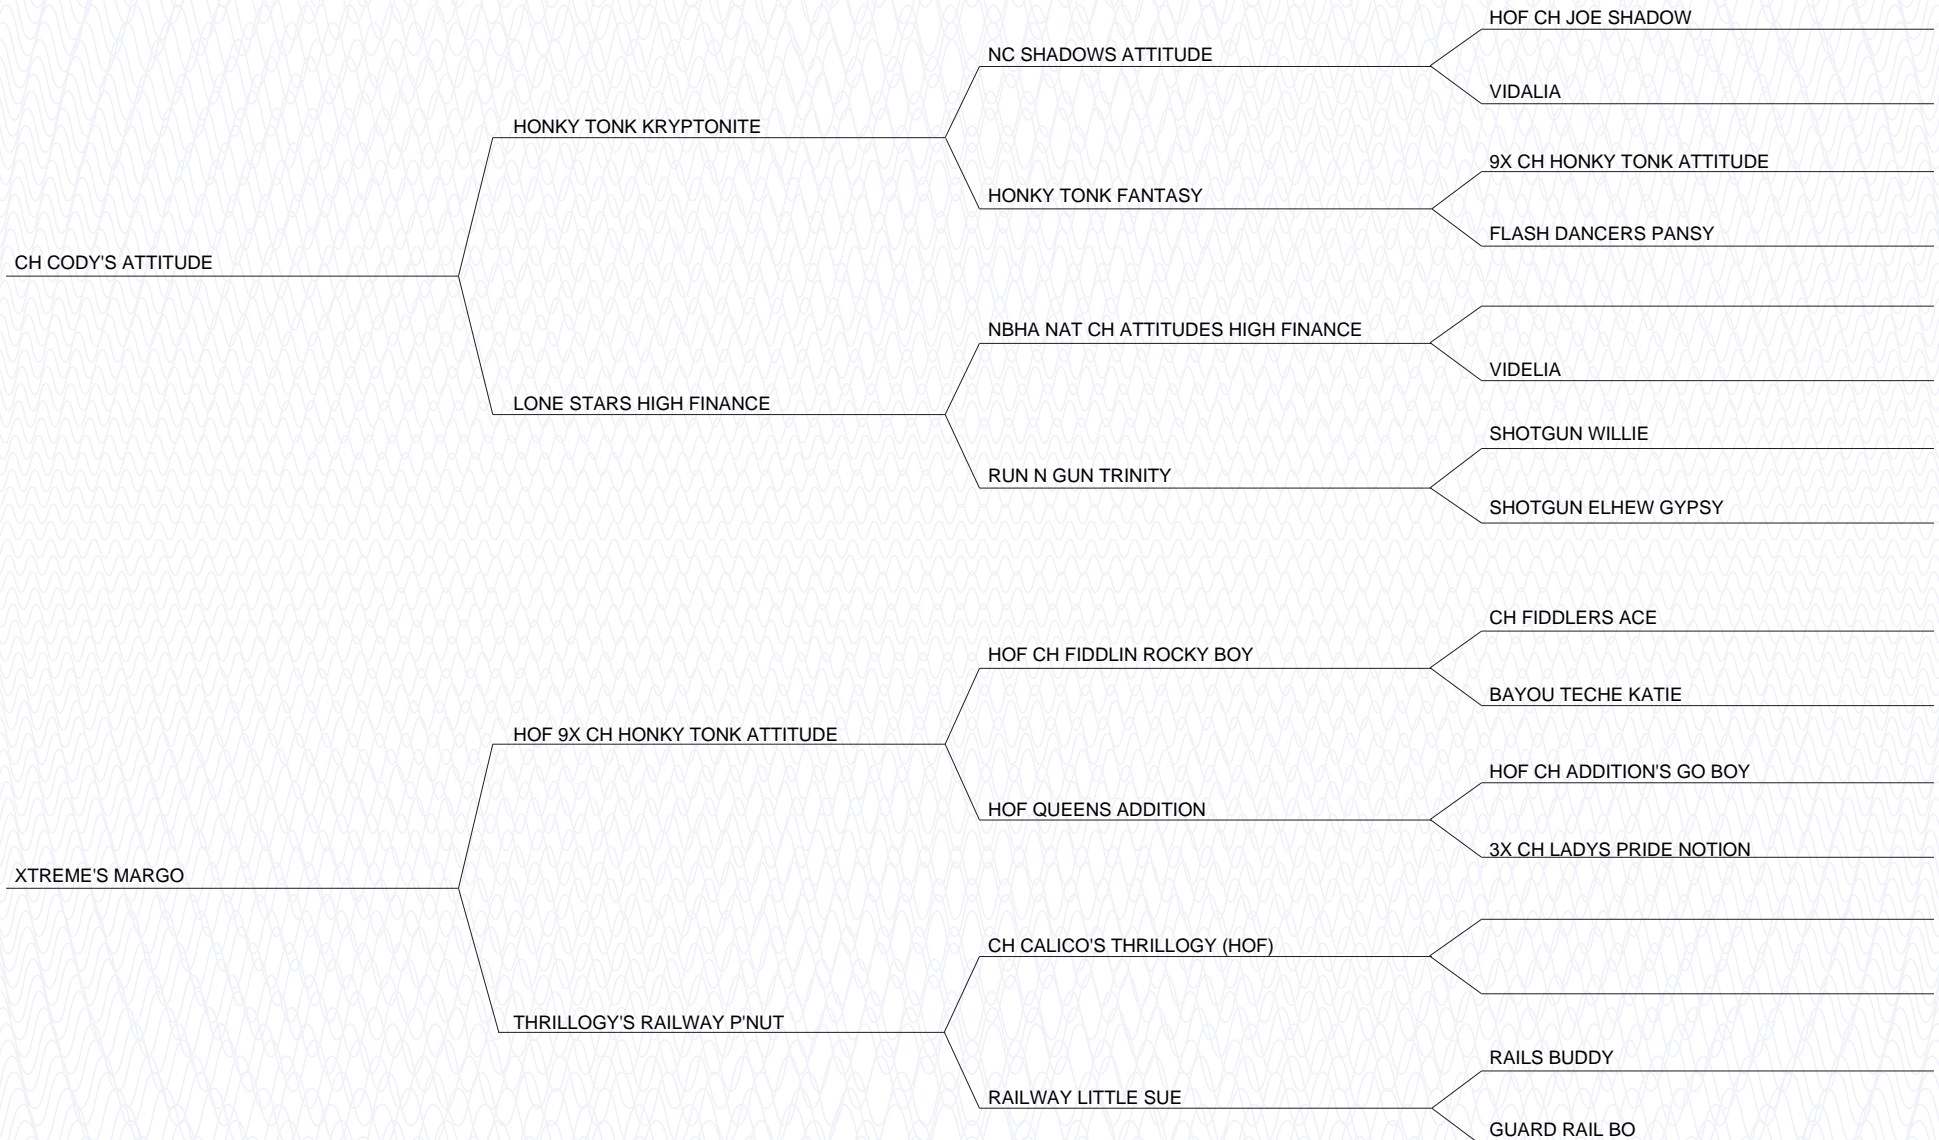 HOF CH JOE SHADOW
NC SHADOWS ATTITUDE
VIDALIA
HONKY TONK KRYPTONITE
9X CH HONKY TONK ATTITUDE
HONKY TONK FANTASY
FLASH DANCERS PANSY
CH CODY'S ATTITUDE
NBHA NAT CH ATTITUDES HIGH FINANCE
VIDELIA
LONE STARS HIGH FINANCE
SHOTGUN WILLIE
RUN N GUN TRINITY
SHOTGUN ELHEW GYPSY
CH FIDDLERS ACE
HOF CH FIDDLIN ROCKY BOY
BAYOU TECHE KATIE
HOF 9X CH HONKY TONK ATTITUDE
HOF CH ADDITION'S GO BOY
HOF QUEENS ADDITION
3X CH LADYS PRIDE NOTION
XTREME'S MARGO
CH CALICO'S THRILLOGY (HOF)
THRILLOGY'S RAILWAY P'NUT
RAILS BUDDY
RAILWAY LITTLE SUE
GUARD RAIL BO